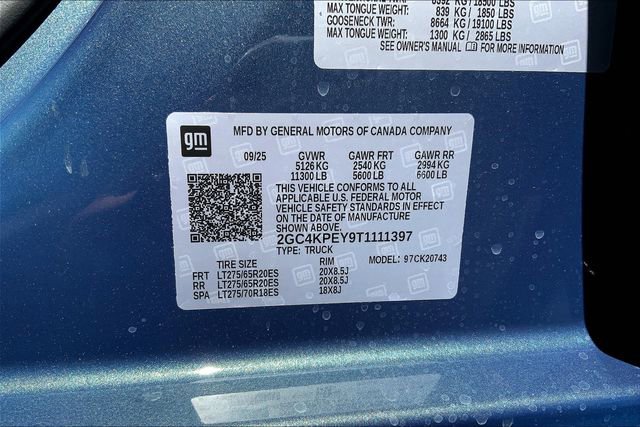 8392 KG / 18500 LBS
MAX TONGUE WEIGHT: 839 KG / 1850 LBS
GOOSENECK TWR: 8664 KG / 19100 LBS
MAX TONGUE WEIGHT: 1300 KG / 2865 LBS
SEE OWNER'S MANUAL FOR MORE INFORMATION
gm
MFD BY GENERAL MOTORS OF CANADA COMPANY
09/25 GVWR GAWR FRT GAWR RR
5126 KG 2540 KG 2994 KG
11300 LB 5600 LB 6600 LB
THIS VEHICLE CONFORMS TO ALL
APPLICABLE U.S. FEDERAL MOTOR
VEHICLE SAFETY STANDARDS IN EFFECT
ON THE DATE OF MANUFACTURE
SHOWN ABOVE.
2GC4KPEY9T1111397
TYPE: TRUCK
MODEL: 97CK20743
TIRE SIZE RIM
FRT LT275/65R20ES 20X8.5J
RR LT275/65R20ES 20X8.5J
SPA LT275/70R18ES 18X8J